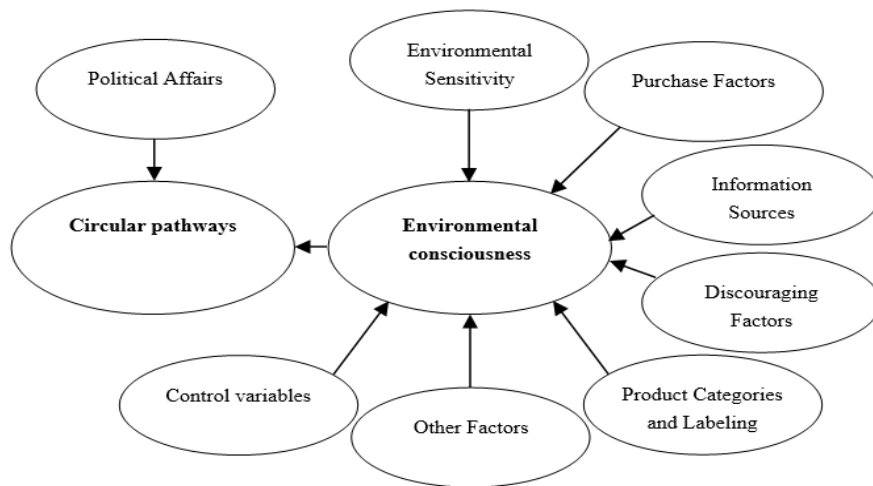 Political Affairs
Environmental
Sensitivity
Purchase Factors
Information
Sources
Circular pathways
Environmental
consciousness
Discouraging
Factors
Control variables
Other Factors
Product Categories
and Labeling